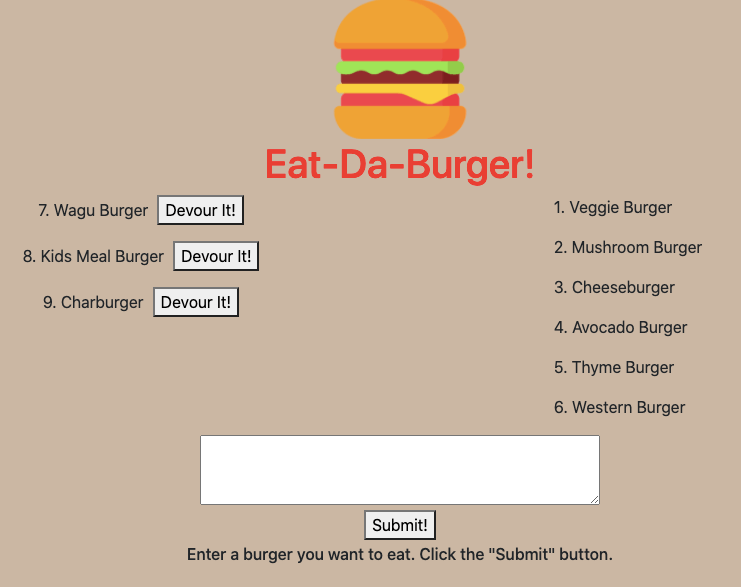 Eat-Da-Burger!
7. Wagu Burger Devour It!
8. Kids Meal Burger Devour It!
9. Charburger Devour It!
1. Veggie Burger
2. Mushroom Burger
3. Cheeseburger
4. Avocado Burger
5. Thyme Burger
6. Western Burger
Submit!
Enter a burger you want to eat. Click the "Submit" button.